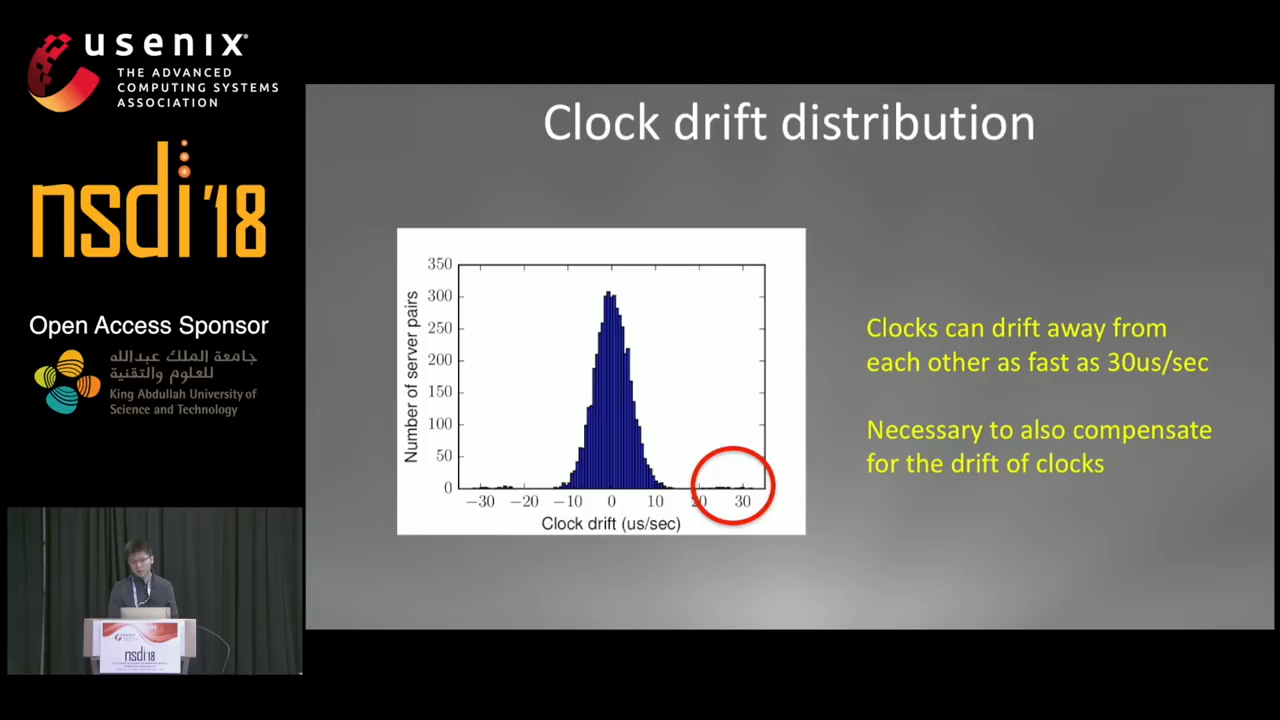 usenix
THE ADVANCED
COMPUTING SYSTEMS
ASSOCIATION
nsdi '18
Open Access Sponsor
جامعة الملك عبدالله
للعلوم والتقنية
King Abdullah University of
Science and Technology
Clock drift distribution
350
300
250
200
150
100
50
0
Number of server pairs
−30 −20 −10 0 10 20 30
Clock drift (us/sec)
Clocks can drift away from
each other as fast as 30us/sec
Necessary to also compensate
for the drift of clocks
usenix
nsdi'18